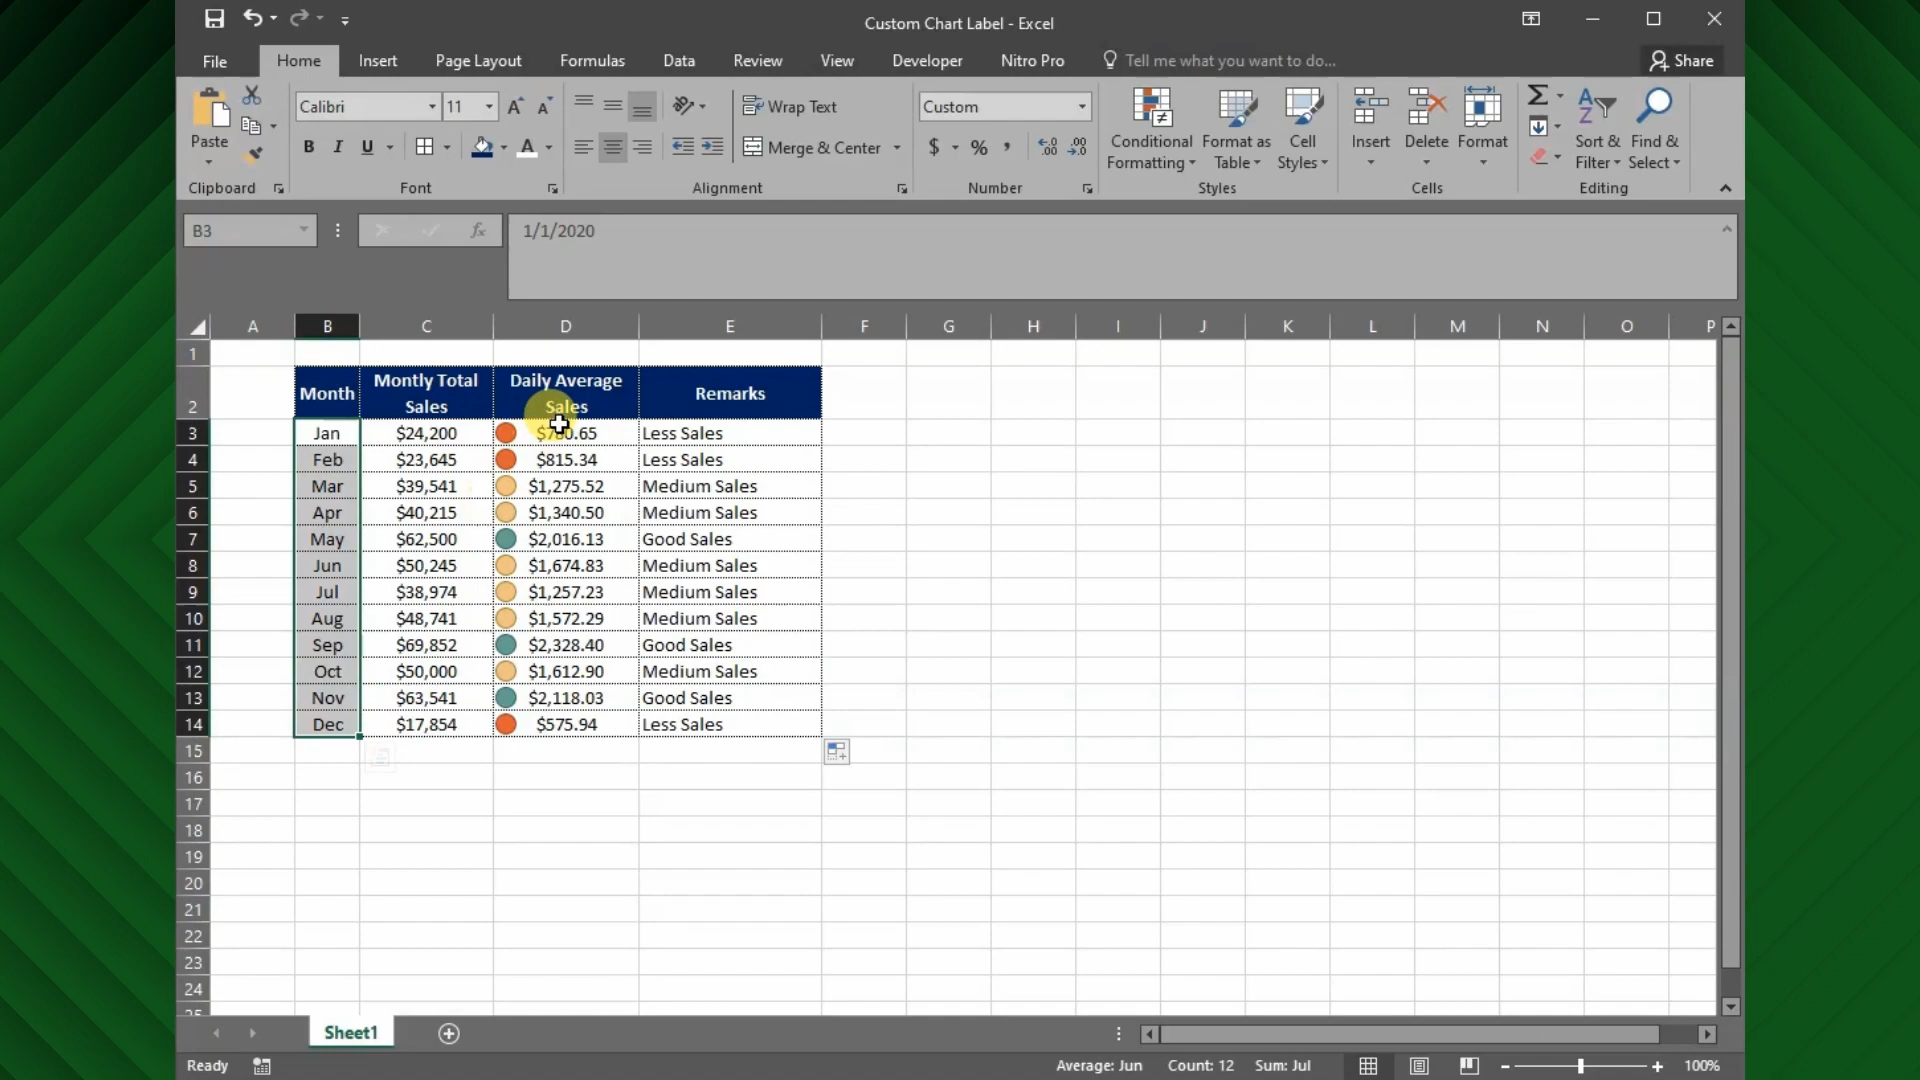 Custom Chart Label - Excel
File Home Insert Page Layout Formulas Data Review View Developer Nitro Pro Tell me what you want to do... Share
Paste
Clipboard
Calibri 11
B I U
Font
Wrap Text
Merge & Center
Alignment
Custom
$ % ,
Number
Conditional Formatting
Format as Table
Cell Styles
Styles
Insert Delete Format
Cells
Sort & Filter
Find & Select
Editing
B3 fx 1/1/2020
A B C D E F G H I J K L M N O P
1
2 Month Montly Total Sales Daily Average Sales Remarks
3 Jan $24,200 Less Sales
4 Feb $23,645 $815.34 Less Sales
5 Mar $39,541 $1,275.52 Medium Sales
6 Apr $40,215 $1,340.50 Medium Sales
7 May $62,500 $2,016.13 Good Sales
8 Jun $50,245 $1,674.83 Medium Sales
9 Jul $38,974 $1,257.23 Medium Sales
10 Aug $48,741 $1,572.29 Medium Sales
11 Sep $69,852 $2,328.40 Good Sales
12 Oct $50,000 $1,612.90 Medium Sales
13 Nov $63,541 $2,118.03 Good Sales
14 Dec $17,854 $575.94 Less Sales
15
16
17
18
19
20
21
22
23
24
Sheet1
Ready Average: Jun Count: 12 Sum: Jul 100%